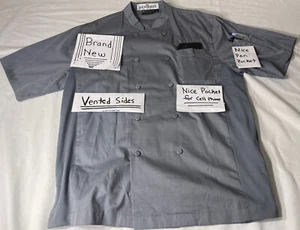 Brand
New
Nice
Pen
Pocket
Vented Sides
Nice Pocket
for Cell Phone